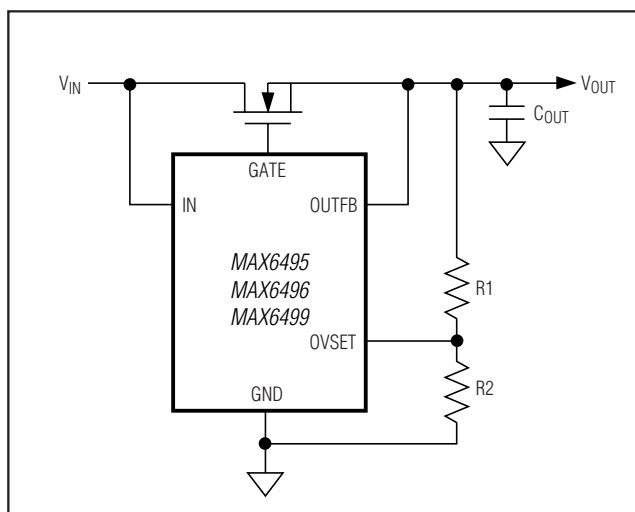 VIN
VOUT
COUT
GATE
IN
OUTFB
MAX6495
MAX6496
MAX6499
R1
OVSET
R2
GND